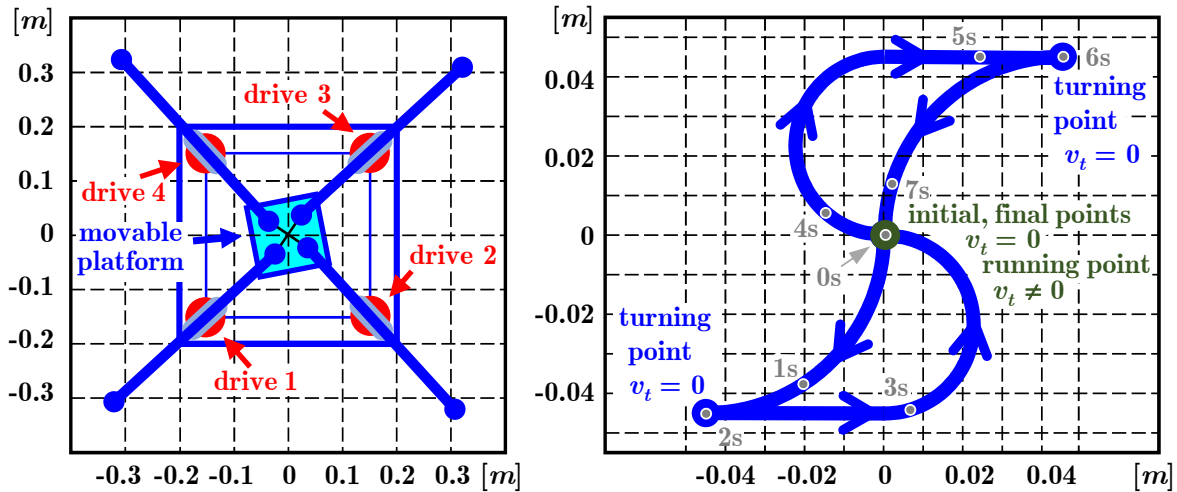 [m]
0.3
0.2
0.1
0
-0.1
-0.2
-0.3
-0.3 -0.2 -0.1 0 0.1 0.2 0.3 [m]
drive 3
drive 4
movable
platform
drive 2
drive 1
[m]
0.04
0.02
0
-0.02
-0.04
-0.04 -0.02 0 0.02 0.04 [m]
5s
6s
turning
point
v_t = 0
7s
4s
initial, final points
v_t = 0
running point
v_t ≠ 0
0s
turning
point
v_t = 0
1s
3s
2s